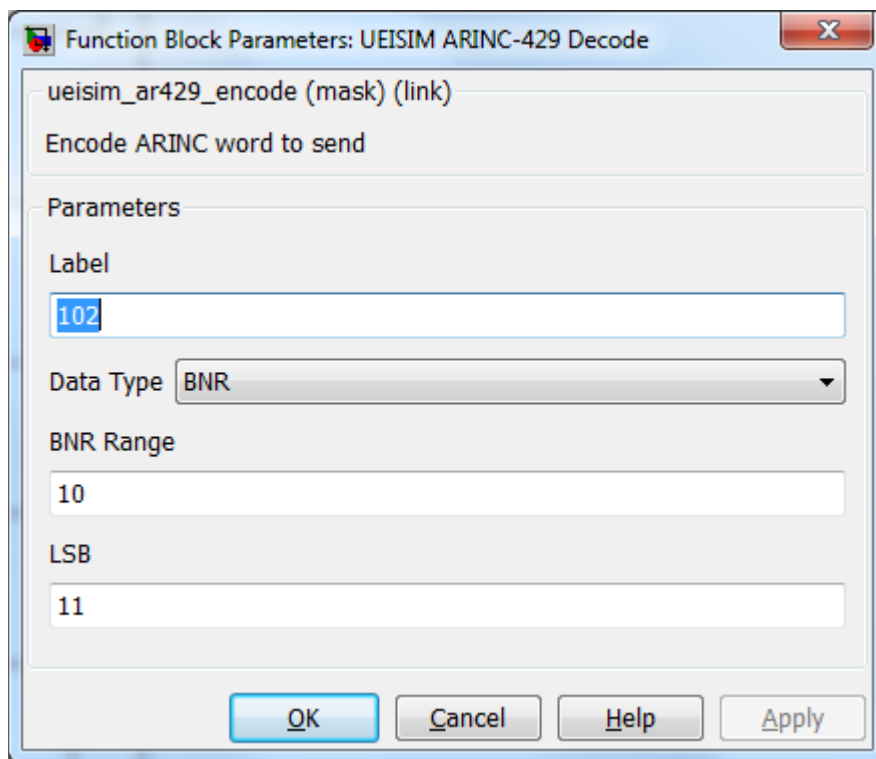 Function Block Parameters: UEISIM ARINC-429 Decode
ueisim_ar429_encode (mask) (link)
Encode ARINC word to send
Parameters
Label
102
Data Type BNR
BNR Range
10
LSB
11
OK Cancel Help Apply